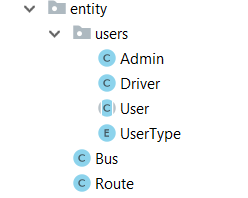 entity
users
C Admin
C Driver
C User
E UserType
C Bus
C Route